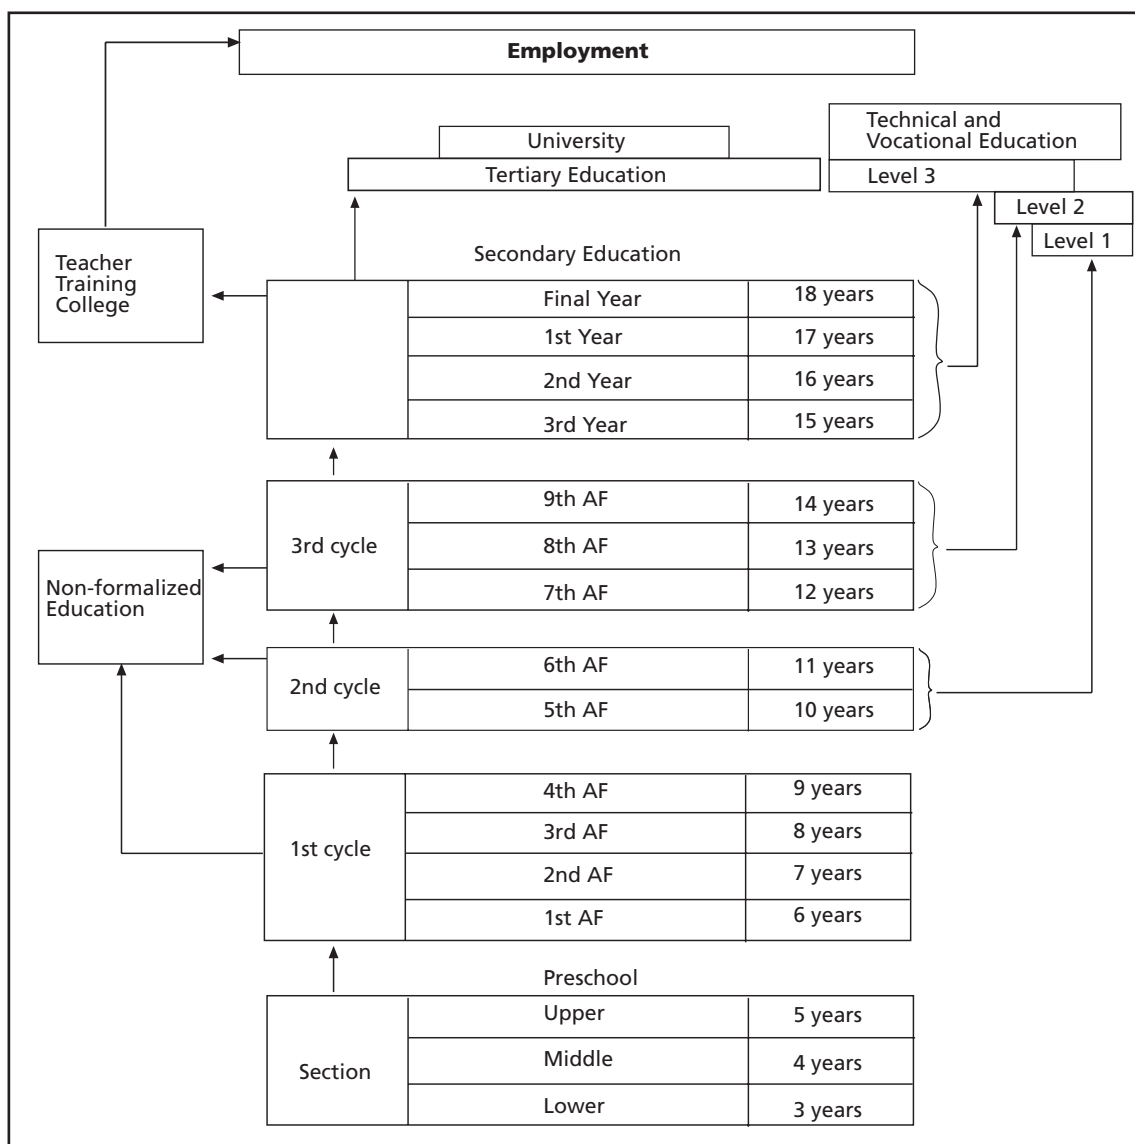 Employment
University
Tertiary Education
Technical and
Vocational Education
Level 3
Level 2
Level 1
Teacher
Training
College
Secondary Education
Final Year 18 years
1st Year 17 years
2nd Year 16 years
3rd Year 15 years
Non-formalized
Education
3rd cycle
9th AF 14 years
8th AF 13 years
7th AF 12 years
2nd cycle
6th AF 11 years
5th AF 10 years
1st cycle
4th AF 9 years
3rd AF 8 years
2nd AF 7 years
1st AF 6 years
Preschool
Section
Upper 5 years
Middle 4 years
Lower 3 years